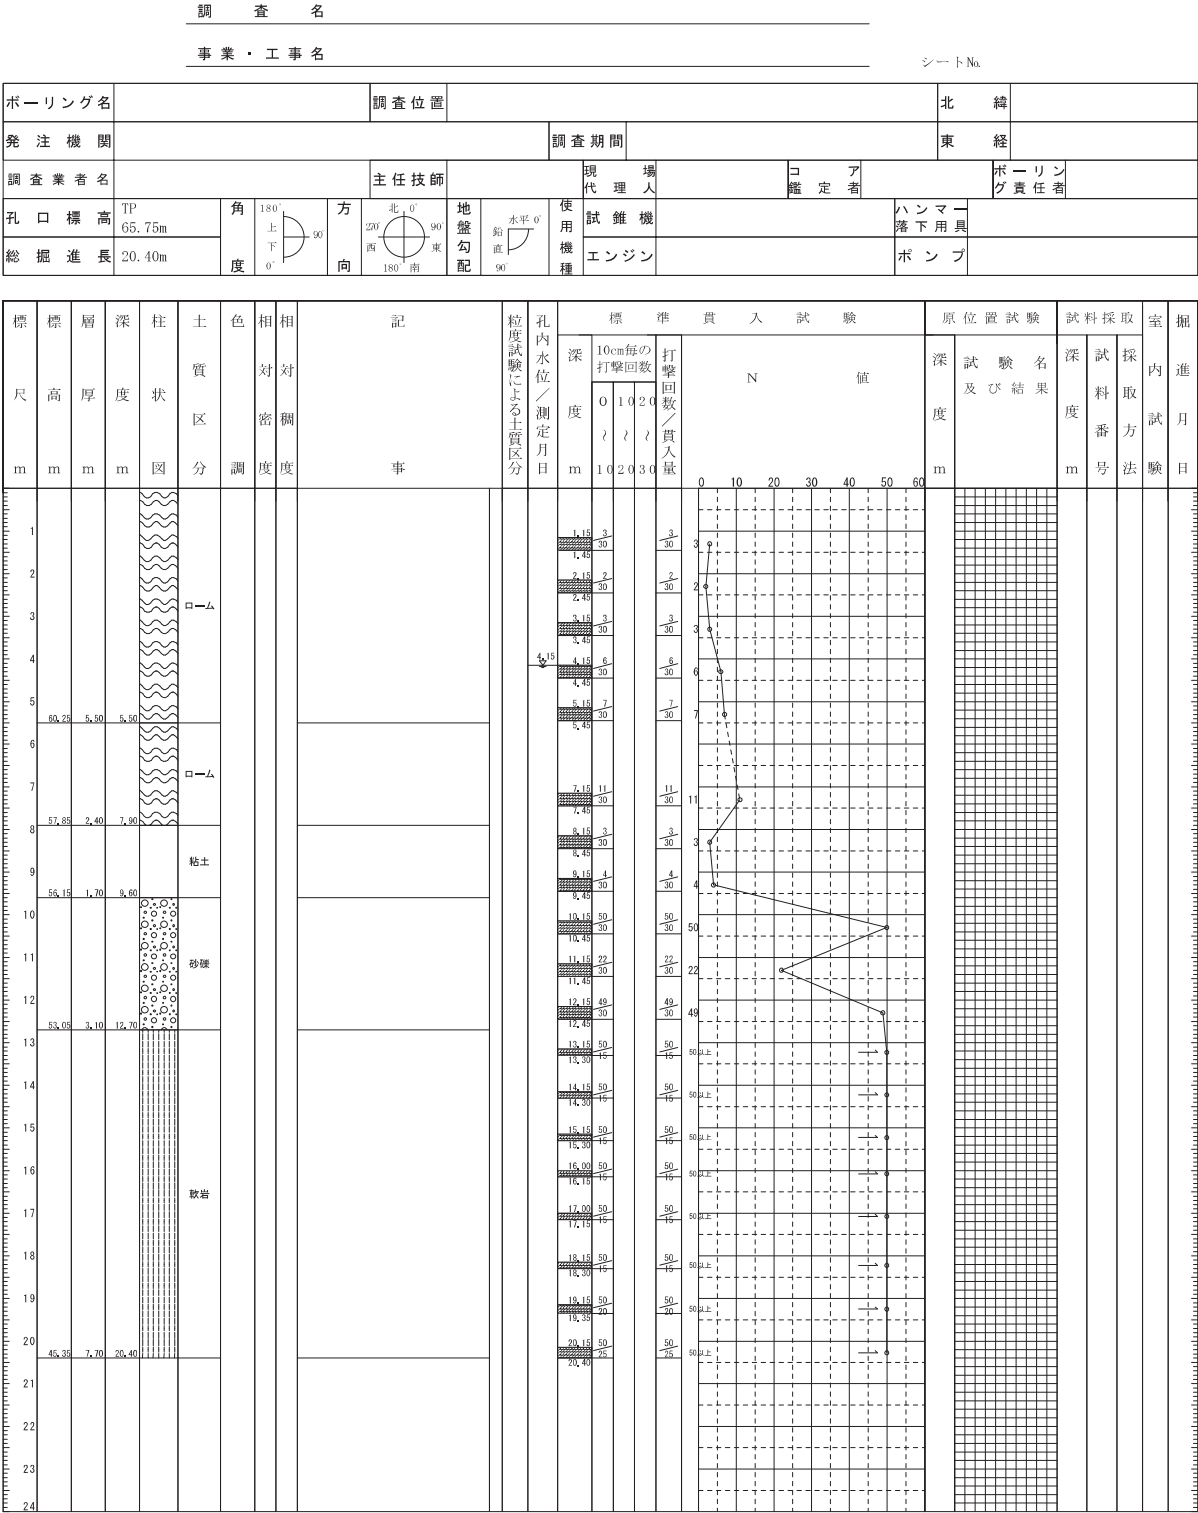 調査名
事業・工事名
シートNo.
ボーリング名 調査位置 北緯
発注機関 調査期間 東経
調査業者名 主任技師 現場代理人 コア鑑定者 ボーリング責任者
孔口標高 TP 65.75m 角度 180° 上 下 0° 90° 方向 北 0° 270° 90° 西 東 180° 南 地盤勾配 水平 0° 鉛直 90° 使用機種 試錐機 ハンマー落下用具
総掘進長 20.40m エンジン ポンプ
標尺 m 標高 m 層厚 m 深度 m 柱状図 土質区分 色調 相対密度 相対稠度 記事 粒度試験による土質区分 孔内水位/測定月日 標準貫入試験 原位置試験 試料採取 室内試験 掘進月日
深度 m 10cm毎の打撃回数 0~10 10~20 20~30 打撃回数/貫入量 N値 深度 m 試験名及び結果 深度 m 試料番号 採取方法
0 10 20 30 40 50 60
1 1.15 3 30 1.45 3 30 3
2 2.15 2 30 2.45 2 30 2
ローム
3 3.15 3 30 3.45 3 30 3
4 4.15 4.15 6 30 4.45 6 30 6
5 5.15 7 30 5.45 7 30 7
60.25 5.50 5.50
6
ローム
7 7.15 11 30 7.45 11 30 11
57.85 2.40 7.90
8 8.15 3 30 8.45 3 30 3
粘土
9 9.15 4 30 9.45 4 30 4
56.15 1.70 9.60
10 10.15 50 30 10.45 50 30 50
11 砂礫 11.15 22 30 11.45 22 30 22
12 12.15 49 30 12.45 49 30 49
53.05 3.10 12.70
13 13.15 50 15 13.30 50 15 50以上
14 14.15 50 15 14.30 50 15 50以上
15 15.15 50 15 15.30 50 15 50以上
16 16.00 50 15 16.15 50 15 50以上
軟岩
17 17.00 50 15 17.15 50 15 50以上
18 18.15 50 15 18.30 50 15 50以上
19 19.15 50 20 19.35 50 20 50以上
20 20.15 50 25 20.40 50 25 50以上
45.35 7.70 20.40
21
22
23
24